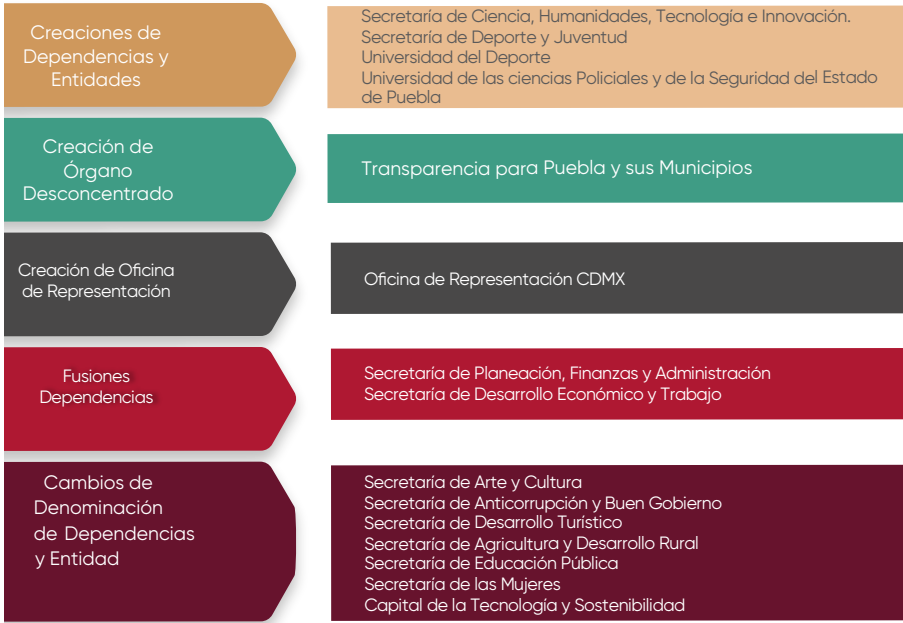 Creaciones de
Dependencias y
Entidades
Secretaría de Ciencia, Humanidades, Tecnología e Innovación.
Secretaría de Deporte y Juventud
Universidad del Deporte
Universidad de las ciencias Policiales y de la Seguridad del Estado
de Puebla
Creación de
Órgano
Desconcentrado
Transparencia para Puebla y sus Municipios
Creación de Oficina
de Representación
Oficina de Representación CDMX
Fusiones
Dependencias
Secretaría de Planeación, Finanzas y Administración
Secretaría de Desarrollo Económico y Trabajo
Cambios de
Denominación
de Dependencias
y Entidad
Secretaría de Arte y Cultura
Secretaría de Anticorrupción y Buen Gobierno
Secretaría de Desarrollo Turístico
Secretaría de Agricultura y Desarrollo Rural
Secretaría de Educación Pública
Secretaría de las Mujeres
Capital de la Tecnología y Sostenibilidad